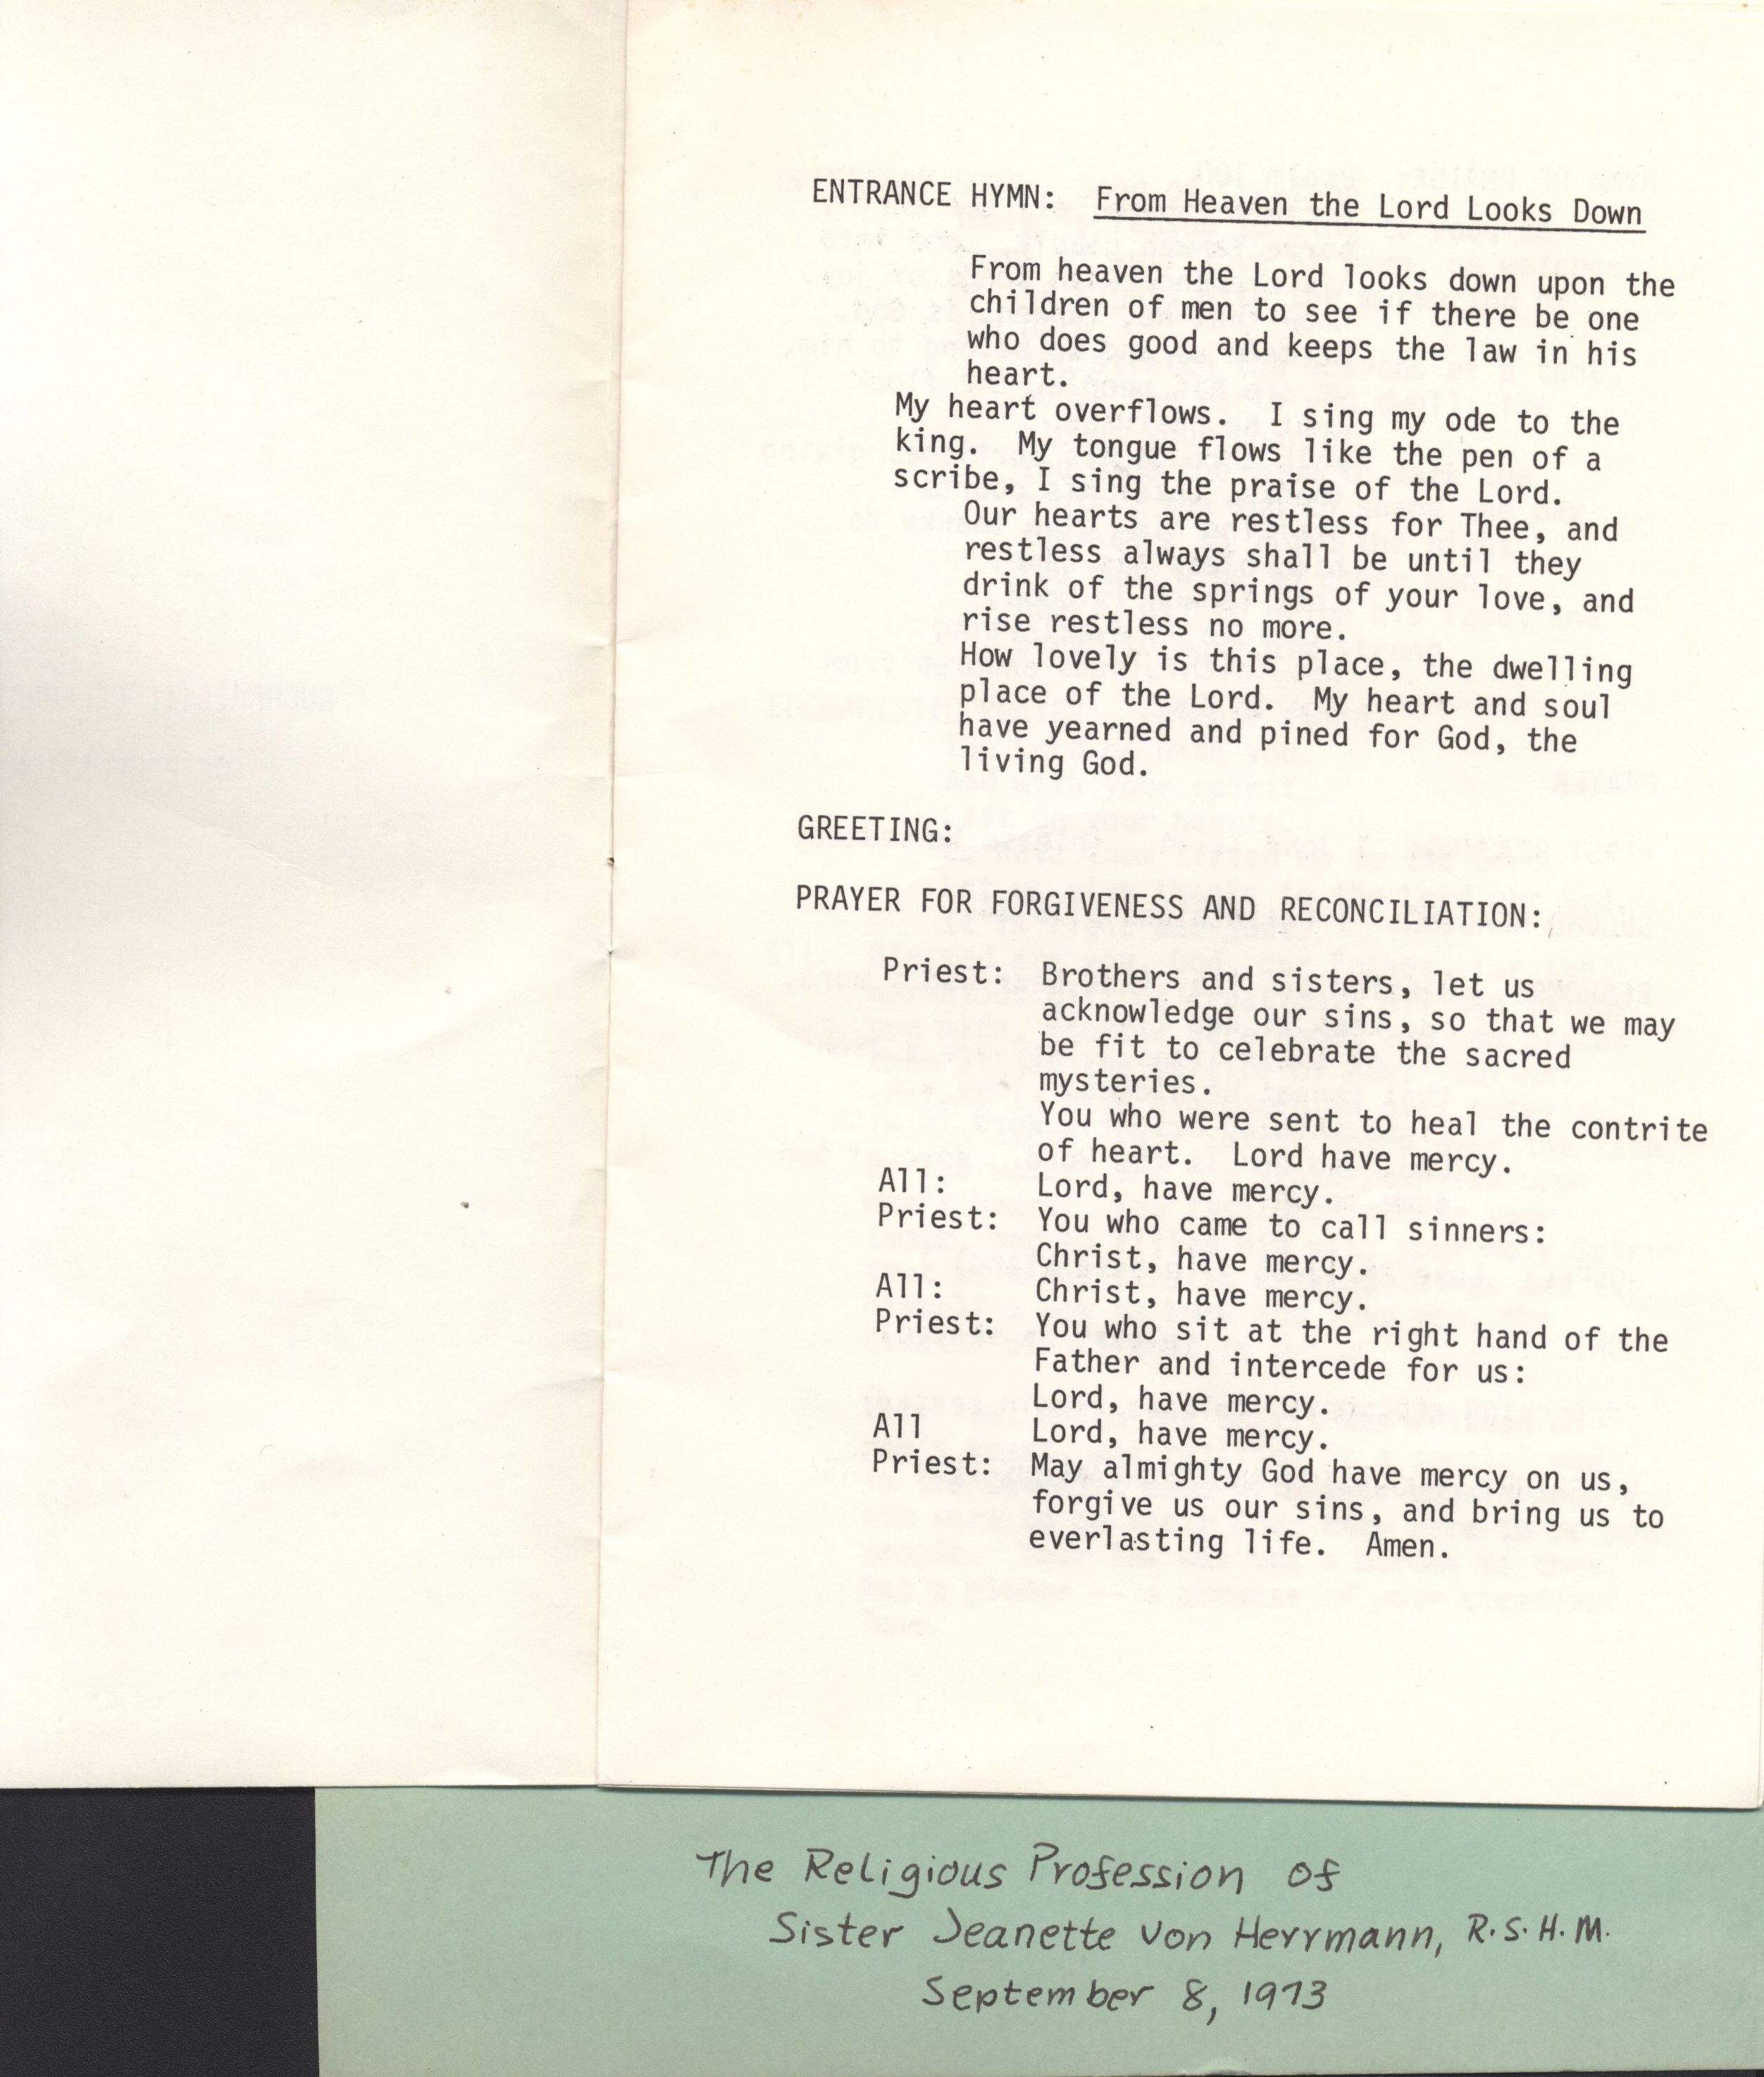 ENTRANCE HYMN: From Heaven the Lord Looks Down
From heaven the Lord looks down upon the
children of men to see if there be one
who does good and keeps the law in his
heart.
My heart overflows. I sing my ode to the
king. My tongue flows like the pen of a
scribe, I sing the praise of the Lord.
Our hearts are restless for Thee, and
restless always shall be until they
drink of the springs of your love, and
rise restless no more.
How lovely is this place, the dwelling
place of the Lord. My heart and soul
have yearned and pined for God, the
living God.
GREETING:
PRAYER FOR FORGIVENESS AND RECONCILIATION:
Priest: Brothers and sisters, let us
acknowledge our sins, so that we may
be fit to celebrate the sacred
mysteries.
You who were sent to heal the contrite
of heart. Lord have mercy.
All: Lord, have mercy.
Priest: You who came to call sinners:
Christ, have mercy.
All: Christ, have mercy.
Priest: You who sit at the right hand of the
Father and intercede for us:
Lord, have mercy.
All Lord, have mercy.
Priest: May almighty God have mercy on us,
forgive us our sins, and bring us to
everlasting life. Amen.
The Religious Profession of
Sister Jeanette von Herrmann, R.S.H.M.
September 8, 1973